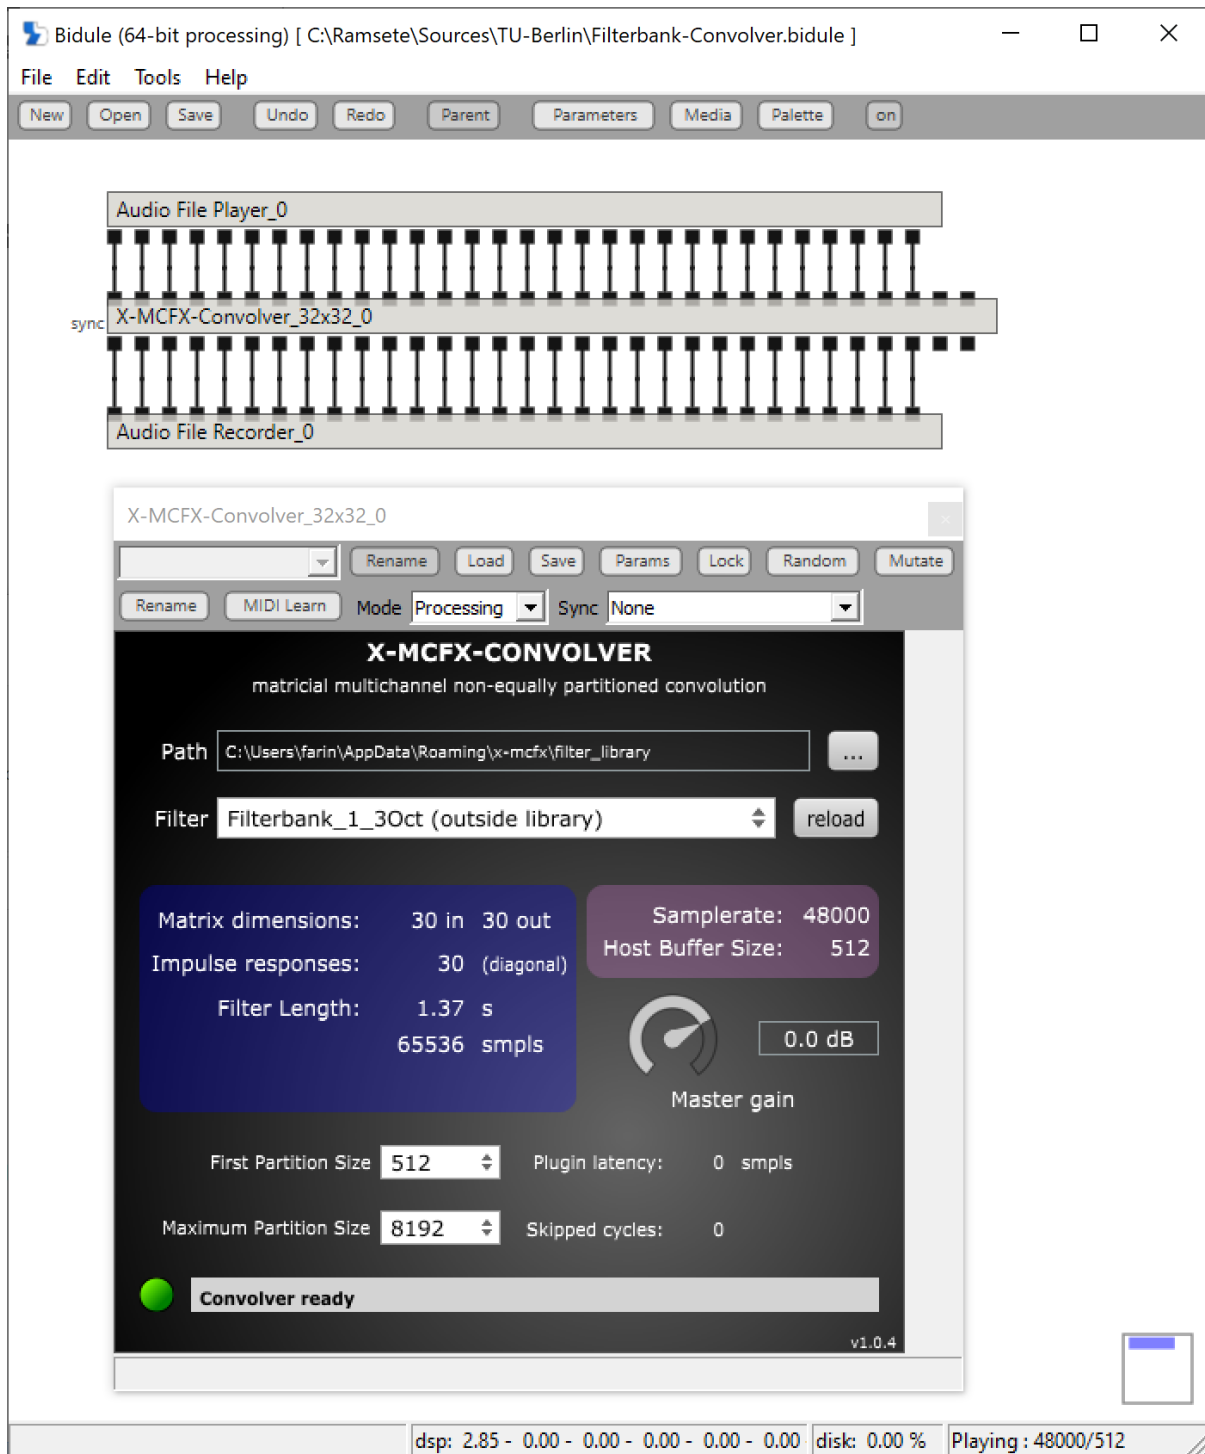 Bidule (64-bit processing) [ C:\Ramsete\Sources\TU-Berlin\Filterbank-Convolver.bidule ]
File Edit Tools Help
New Open Save Undo Redo Parent Parameters Media Palette on
Audio File Player_0
sync X-MCFX-Convolver_32x32_0
Audio File Recorder_0
X-MCFX-Convolver_32x32_0
Rename Load Save Params Lock Random Mutate
Rename MIDI Learn Mode Processing Sync None
X-MCFX-CONVOLVER
matricial multichannel non-equally partitioned convolution
Path C:\Users\farin\AppData\Roaming\x-mcfx\filter_library ...
Filter Filterbank_1_3Oct (outside library) reload
Matrix dimensions: 30 in 30 out
Impulse responses: 30 (diagonal)
Filter Length: 1.37 s
65536 smpls
Samplerate: 48000
Host Buffer Size: 512
0.0 dB
Master gain
First Partition Size 512 Plugin latency: 0 smpls
Maximum Partition Size 8192 Skipped cycles: 0
Convolver ready
v1.0.4
dsp: 2.85 - 0.00 - 0.00 - 0.00 - 0.00 - 0.00 disk: 0.00 % Playing : 48000/512